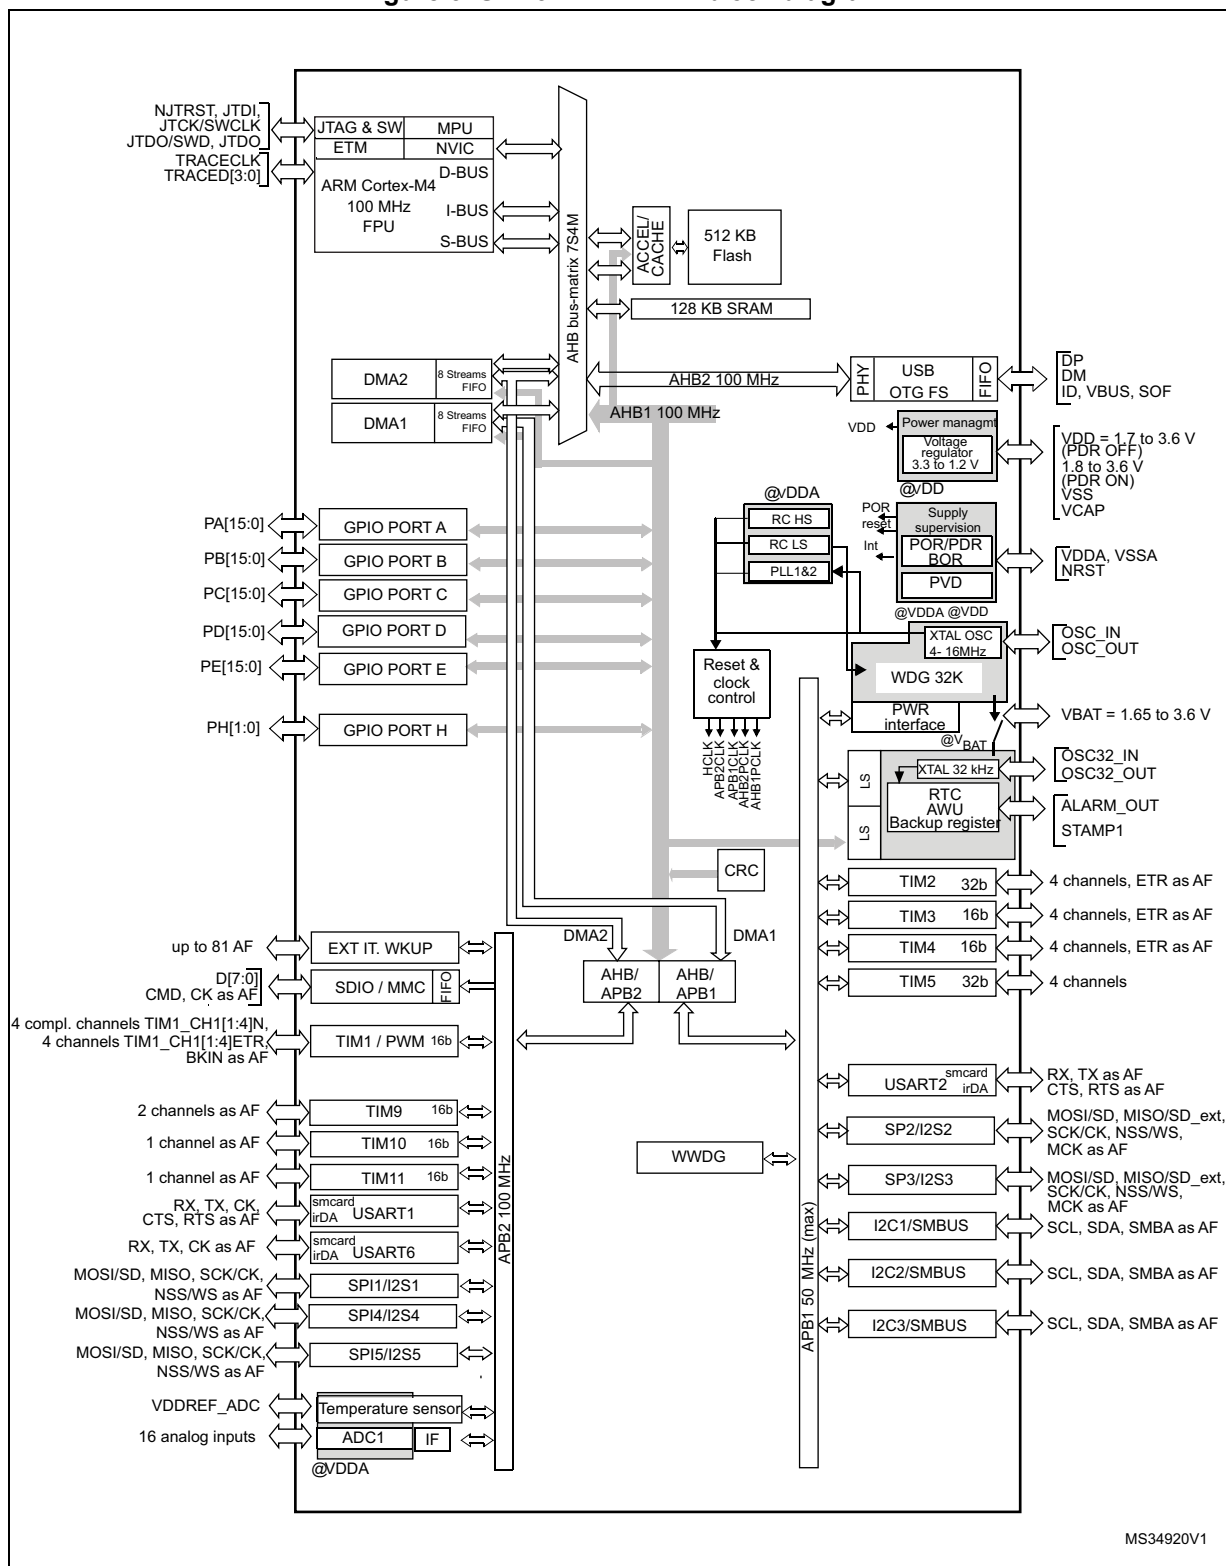 NJTRST, JTDI,
JTCK/SWCLK
JTDO/SWD, JTDO
TRACECLK
TRACED[3:0]
JTAG & SW
MPU
ETM
NVIC
D-BUS
ARM Cortex-M4
100 MHz
FPU
I-BUS
S-BUS
AHB bus-matrix 7S4M
ACCEL/
CACHE
512 KB
Flash
128 KB SRAM
DMA2
8 Streams
FIFO
DMA1
8 Streams
FIFO
AHB2 100 MHz
AHB1 100 MHz
PHY
USB
OTG FS
FIFO
DP
DM
ID, VBUS, SOF
VDD
Power managmt
Voltage
regulator
3.3 to 1.2 V
@VDD
VDD = 1.7 to 3.6 V
(PDR OFF)
1.8 to 3.6 V
(PDR ON)
VSS
VCAP
@VDDA
RC HS
RC LS
PLL1&2
POR
reset
Int
Supply
supervision
POR/PDR
BOR
PVD
@VDDA @VDD
VDDA, VSSA
NRST
PA[15:0]
GPIO PORT A
PB[15:0]
GPIO PORT B
PC[15:0]
GPIO PORT C
PD[15:0]
GPIO PORT D
PE[15:0]
GPIO PORT E
PH[1:0]
GPIO PORT H
XTAL OSC
4- 16MHz
OSC_IN
OSC_OUT
WDG 32K
Reset &
clock
control
HCLK
APB2CLK
APB1CLK
AHB2PCLK
AHB1PCLK
PWR
interface
VBAT = 1.65 to 3.6 V
@VBAT
LS
LS
XTAL 32 kHz
RTC
AWU
Backup register
OSC32_IN
OSC32_OUT
ALARM_OUT
STAMP1
CRC
DMA2
DMA1
AHB/
APB2
AHB/
APB1
TIM2 32b
4 channels, ETR as AF
TIM3 16b
4 channels, ETR as AF
TIM4 16b
4 channels, ETR as AF
TIM5 32b
4 channels
up to 81 AF
EXT IT. WKUP
D[7:0]
CMD, CK as AF
SDIO / MMC
FIFO
4 compl. channels TIM1_CH1[1:4]N,
4 channels TIM1_CH1[1:4]ETR,
BKIN as AF
TIM1 / PWM 16b
2 channels as AF
TIM9 16b
1 channel as AF
TIM10 16b
1 channel as AF
TIM11 16b
RX, TX, CK,
CTS, RTS as AF
smcard
irDA USART1
RX, TX, CK as AF
smcard
irDA USART6
MOSI/SD, MISO, SCK/CK,
NSS/WS as AF
SPI1/I2S1
MOSI/SD, MISO, SCK/CK,
NSS/WS as AF
SPI4/I2S4
MOSI/SD, MISO, SCK/CK,
NSS/WS as AF
SPI5/I2S5
VDDREF_ADC
Temperature sensor
16 analog inputs
ADC1
IF
@VDDA
APB2 100 MHz
WWDG
APB1 50 MHz (max)
USART2 smcard
irDA
RX, TX as AF
CTS, RTS as AF
SP2/I2S2
MOSI/SD, MISO/SD_ext,
SCK/CK, NSS/WS,
MCK as AF
SP3/I2S3
MOSI/SD, MISO/SD_ext,
SCK/CK, NSS/WS,
MCK as AF
I2C1/SMBUS
SCL, SDA, SMBA as AF
I2C2/SMBUS
SCL, SDA, SMBA as AF
I2C3/SMBUS
SCL, SDA, SMBA as AF
MS34920V1